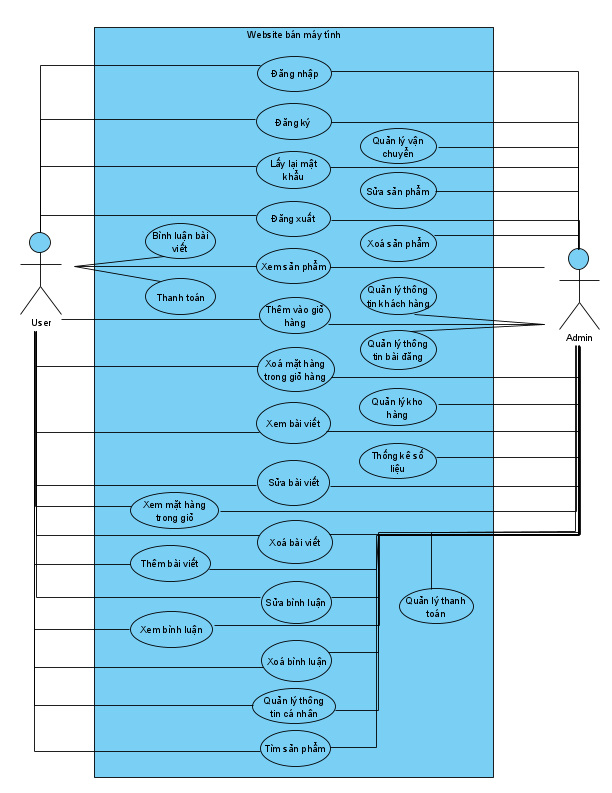 Website bán máy tính
Đăng nhập
Đăng ký
Quản lý vận
chuyển
Lấy lại mật
khẩu
Sửa sản phẩm
Đăng xuất
Bình luận bài
viết
Xoá sản phẩm
Xem sản phẩm
Thanh toán
Quản lý thông
tin khách hàng
Thêm vào giỏ
hàng
User
Admin
Quản lý thông
tin bài đăng
Xoá mặt hàng
trong giỏ hàng
Quản lý kho
hàng
Xem bài viết
Thống kê số
liệu
Sửa bài viết
Xem mặt hàng
trong giỏ
Xoá bài viết
Thêm bài viết
Sửa bình luận
Quản lý thanh
toán
Xem bình luận
Xoá bình luận
Quản lý thông
tin cá nhân
Tìm sản phẩm